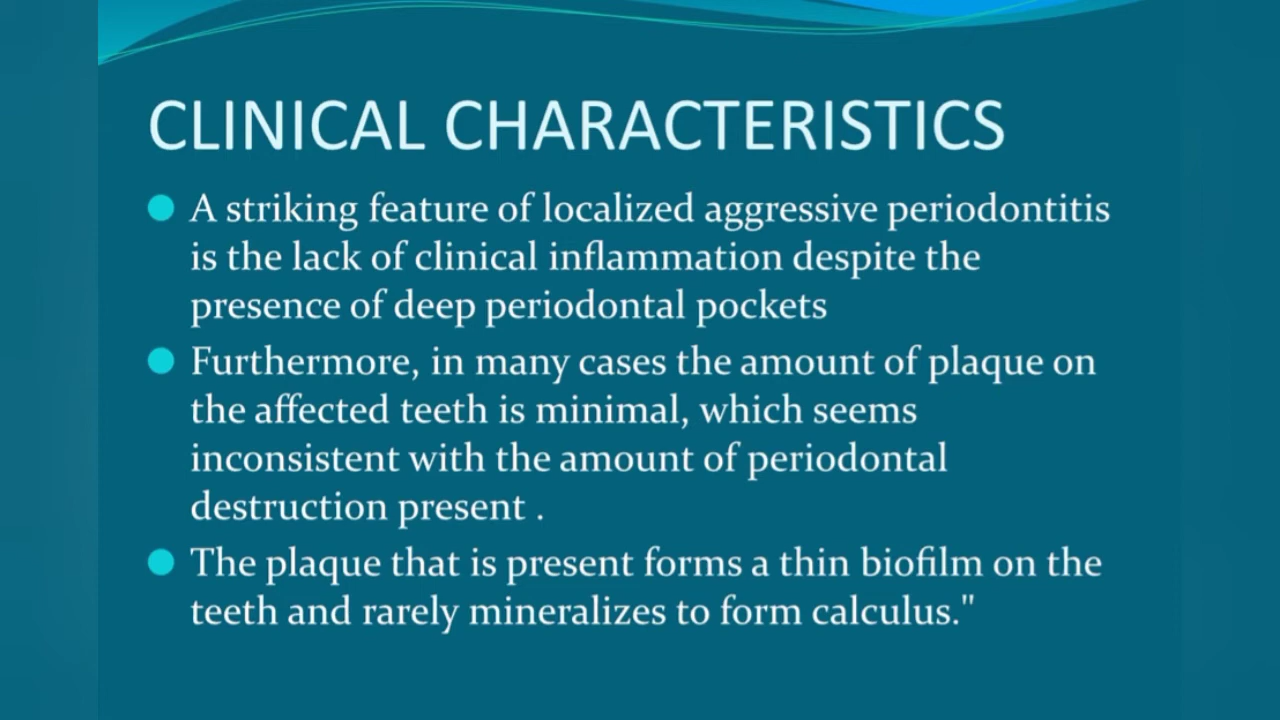 CLINICAL CHARACTERISTICS
A striking feature of localized aggressive periodontitis
is the lack of clinical inflammation despite the
presence of deep periodontal pockets
Furthermore, in many cases the amount of plaque on
the affected teeth is minimal, which seems
inconsistent with the amount of periodontal
destruction present .
The plaque that is present forms a thin biofilm on the
teeth and rarely mineralizes to form calculus."